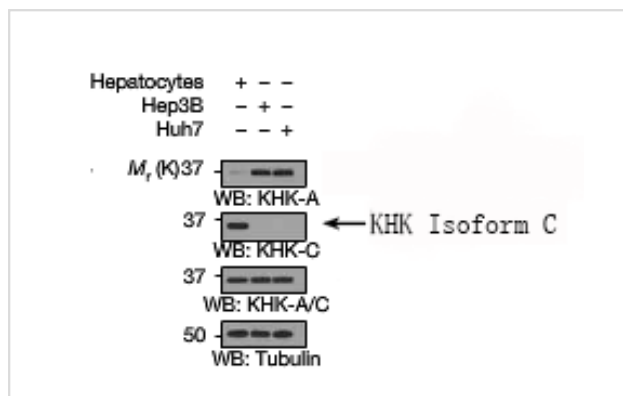 Hepatocytes + − −
Hep3B − + −
Huh7 − − +
Mr (K) 37
WB: KHK-A
37
KHK Isoform C
WB: KHK-C
37
WB: KHK-A/C
50
WB: Tubulin